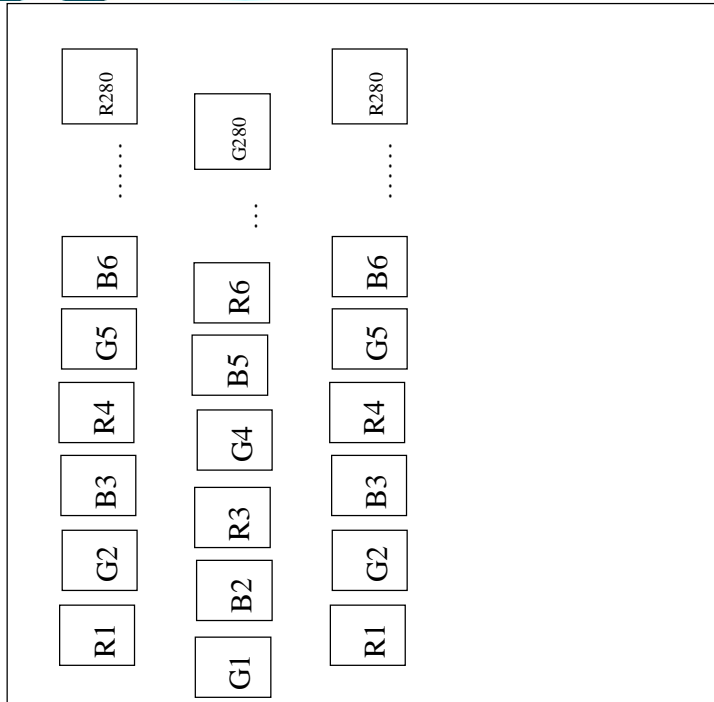 R1 G2 B3 R4 G5 B6 ...... R280
G1 B2 R3 G4 B5 R6 ... G280
R1 G2 B3 R4 G5 B6 ...... R280